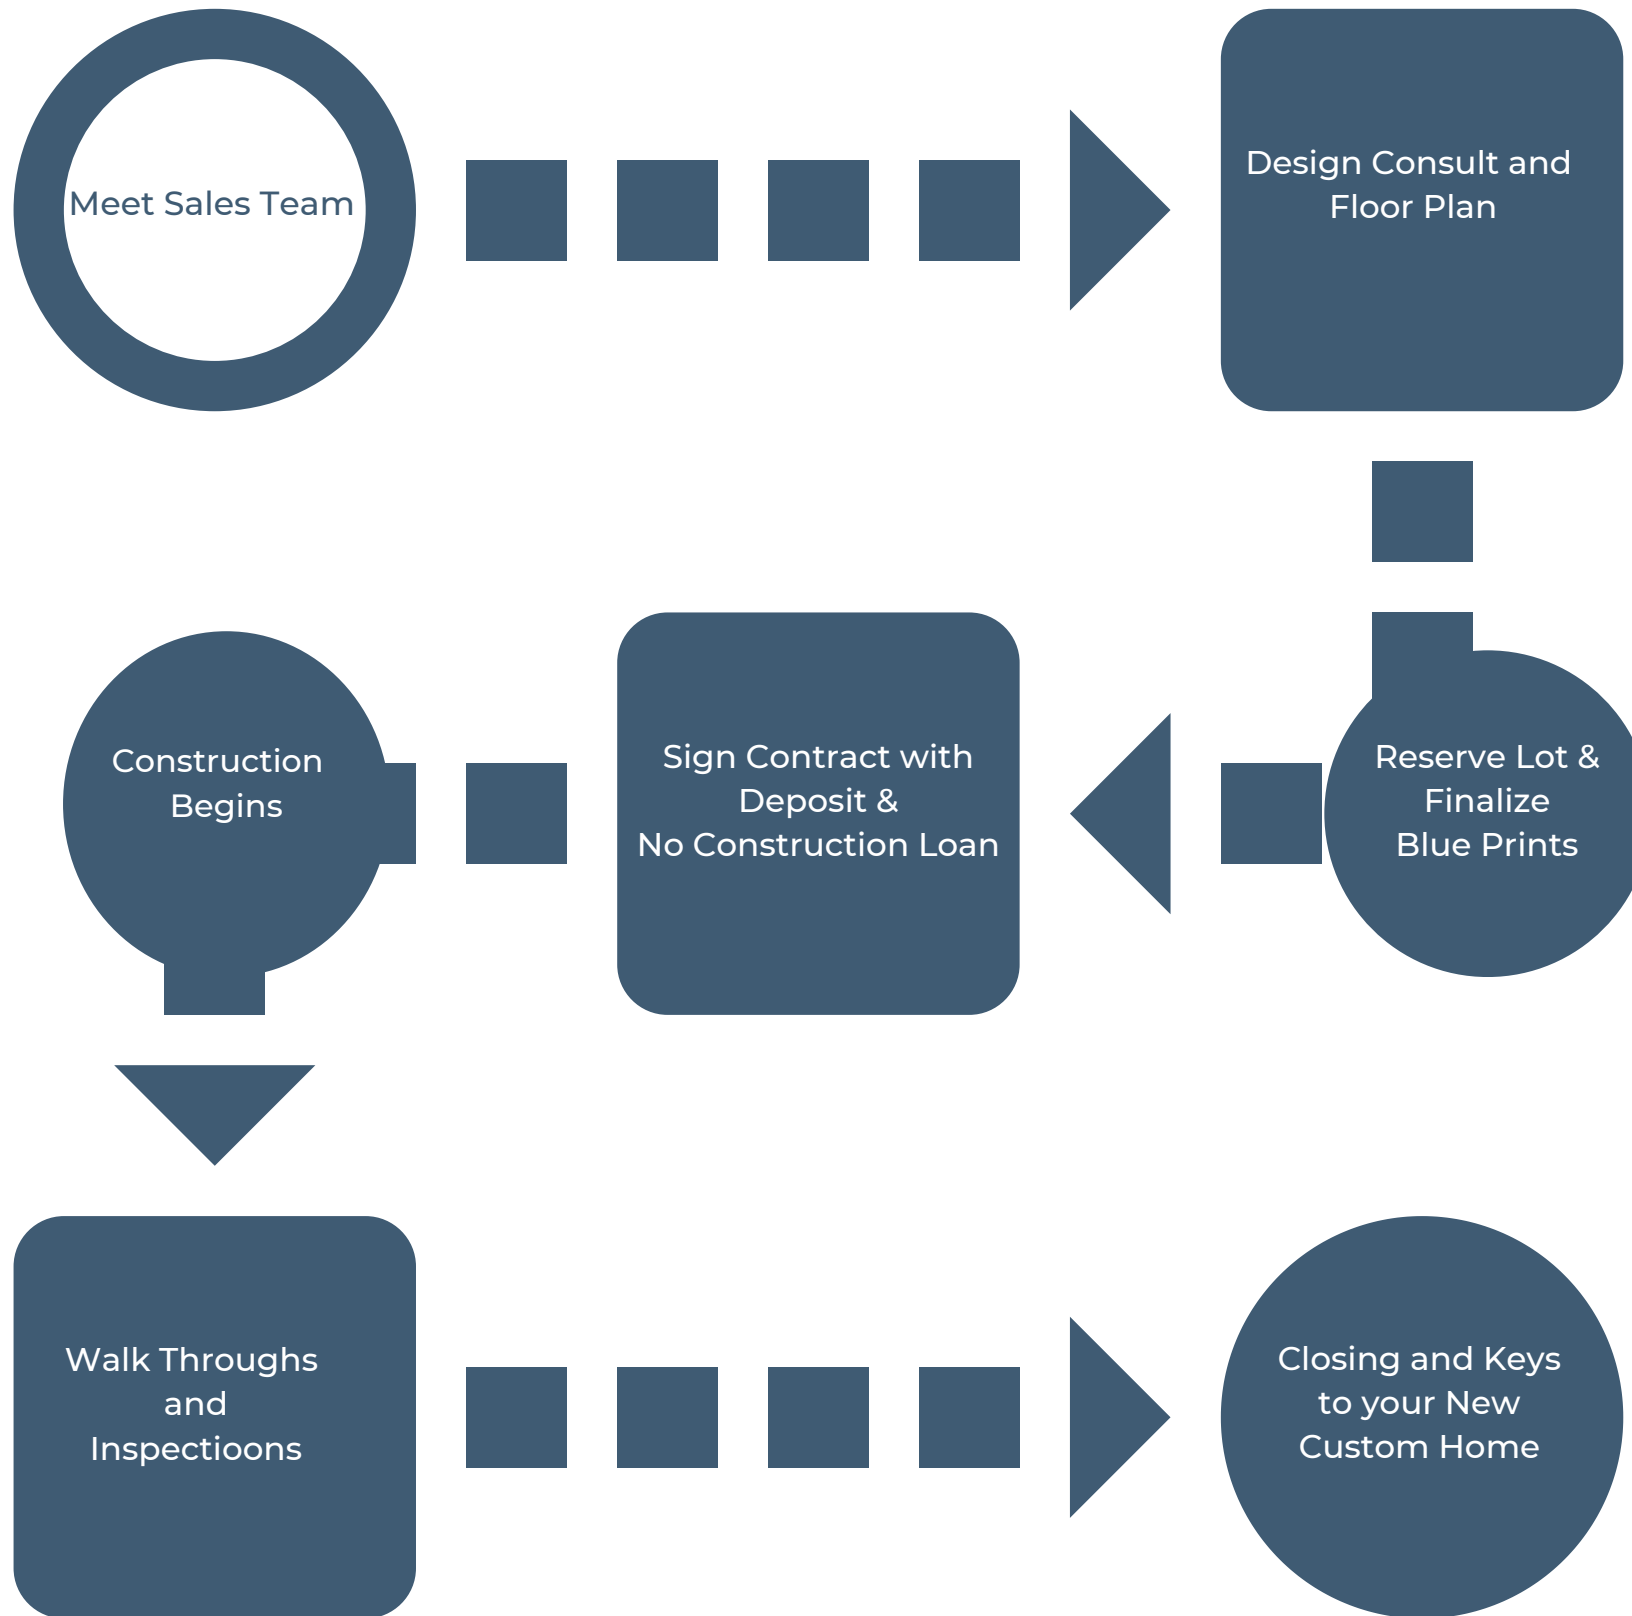 Meet Sales Team
Design Consult and
Floor Plan
Reserve Lot &
Finalize
Blue Prints
Sign Contract with
Deposit &
No Construction Loan
Construction
Begins
Walk Throughs
and
Inspectioons
Closing and Keys
to your New
Custom Home